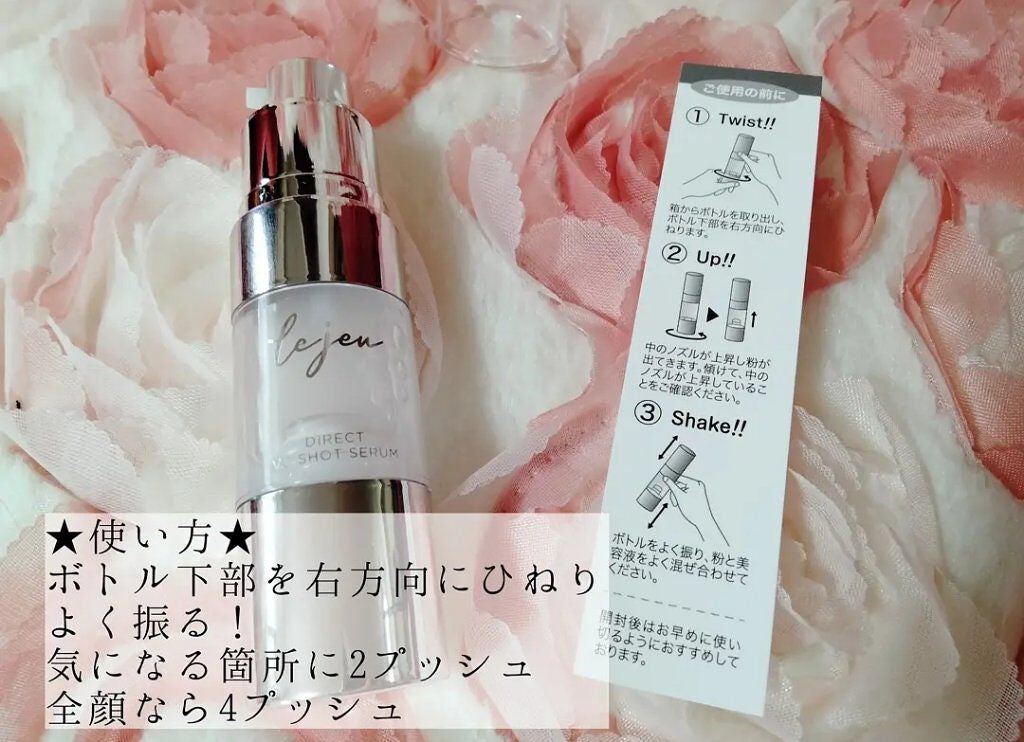 lejeu
DIRECT
SHOT SERUM
ご使用の前に
① Twist!!
箱からボトルを取り出し、
ボトル下部を右方向にひ
ねります。
② Up!!
中のノズルが上昇し粉が
出てきます。傾けて、中の
ノズルが上昇しているこ
とをご確認ください。
③ Shake!!
ボトルをよく振り、粉と美
容液をよく混ぜ合わせて
ください。
開封後はお早めに使い
切るようにおすすめして
おります。
★使い方★
ボトル下部を右方向にひねり
よく振る！
気になる箇所に2プッシュ
全顔なら4プッシュ